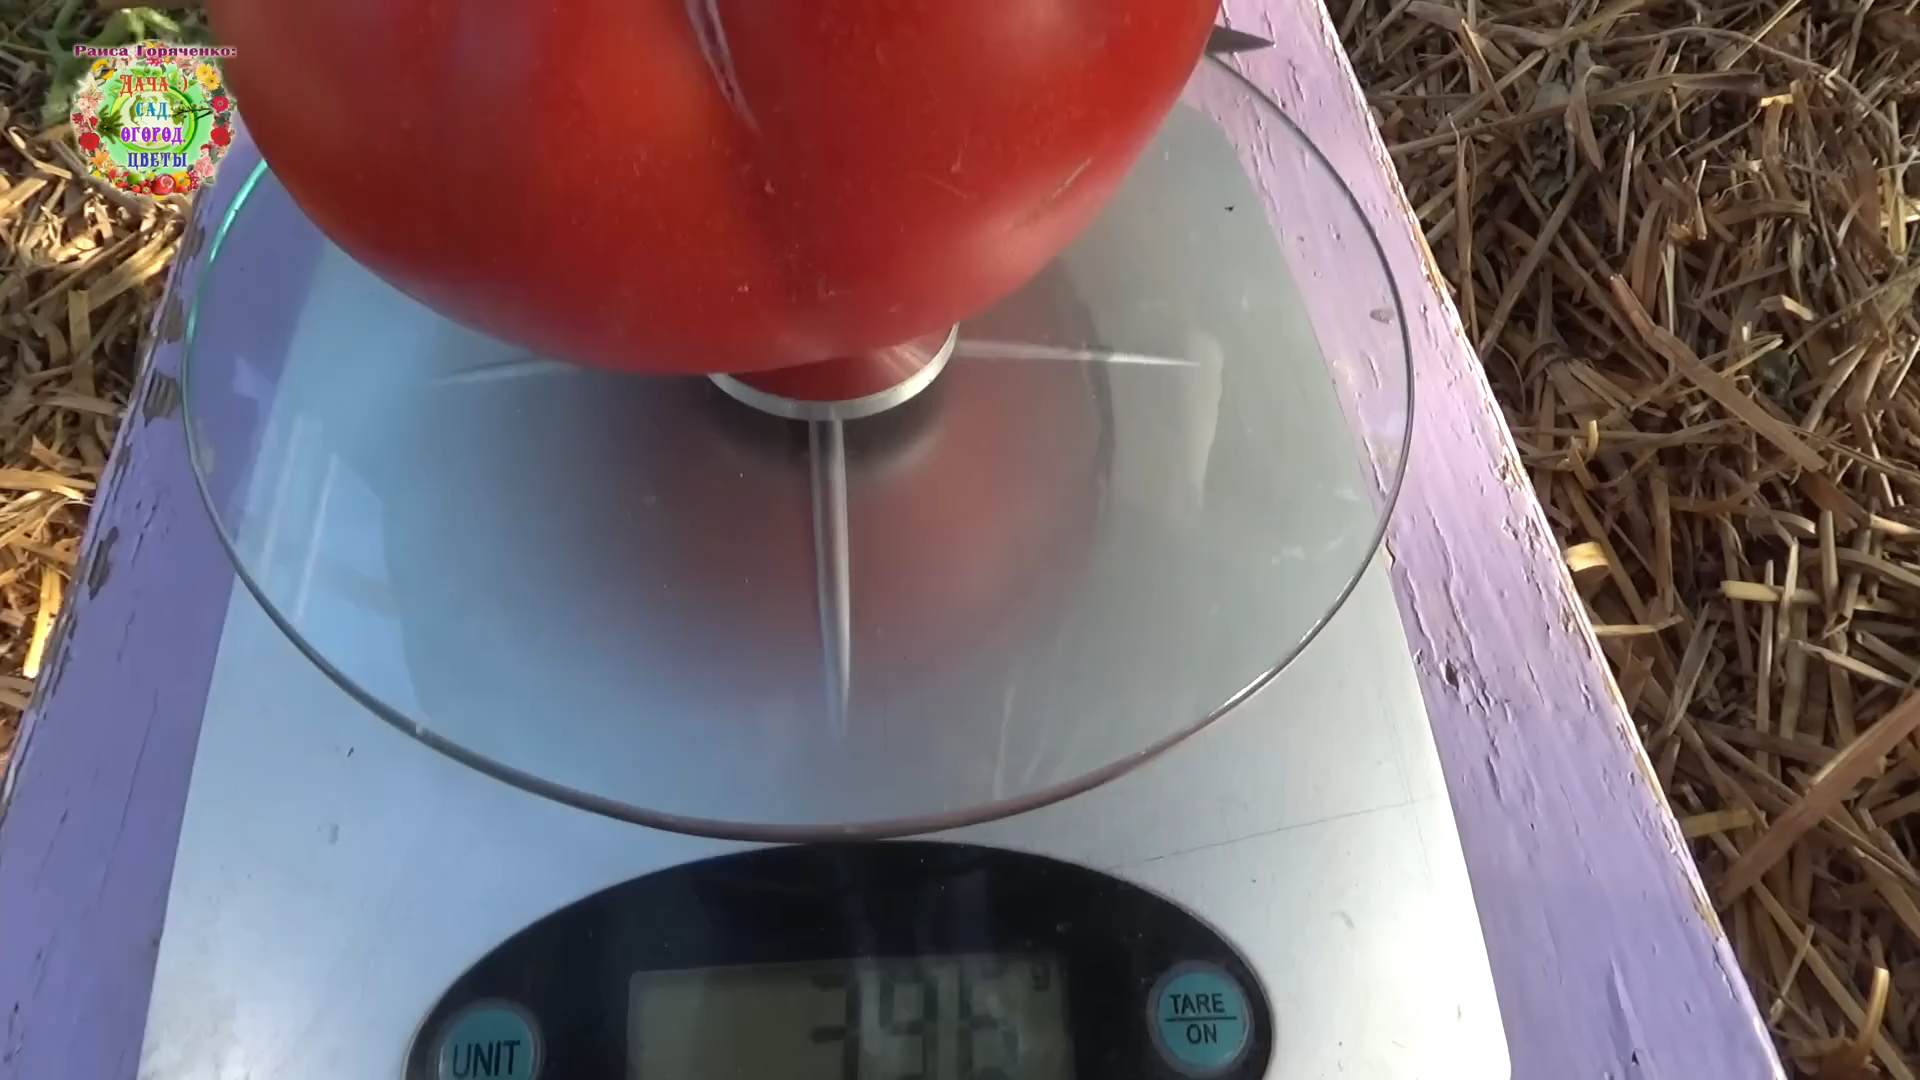 Раиса Горяченко:
ДАЧА
САД
ОГОРОД
ЦВЕТЫ
g
TARE
ON
UNIT